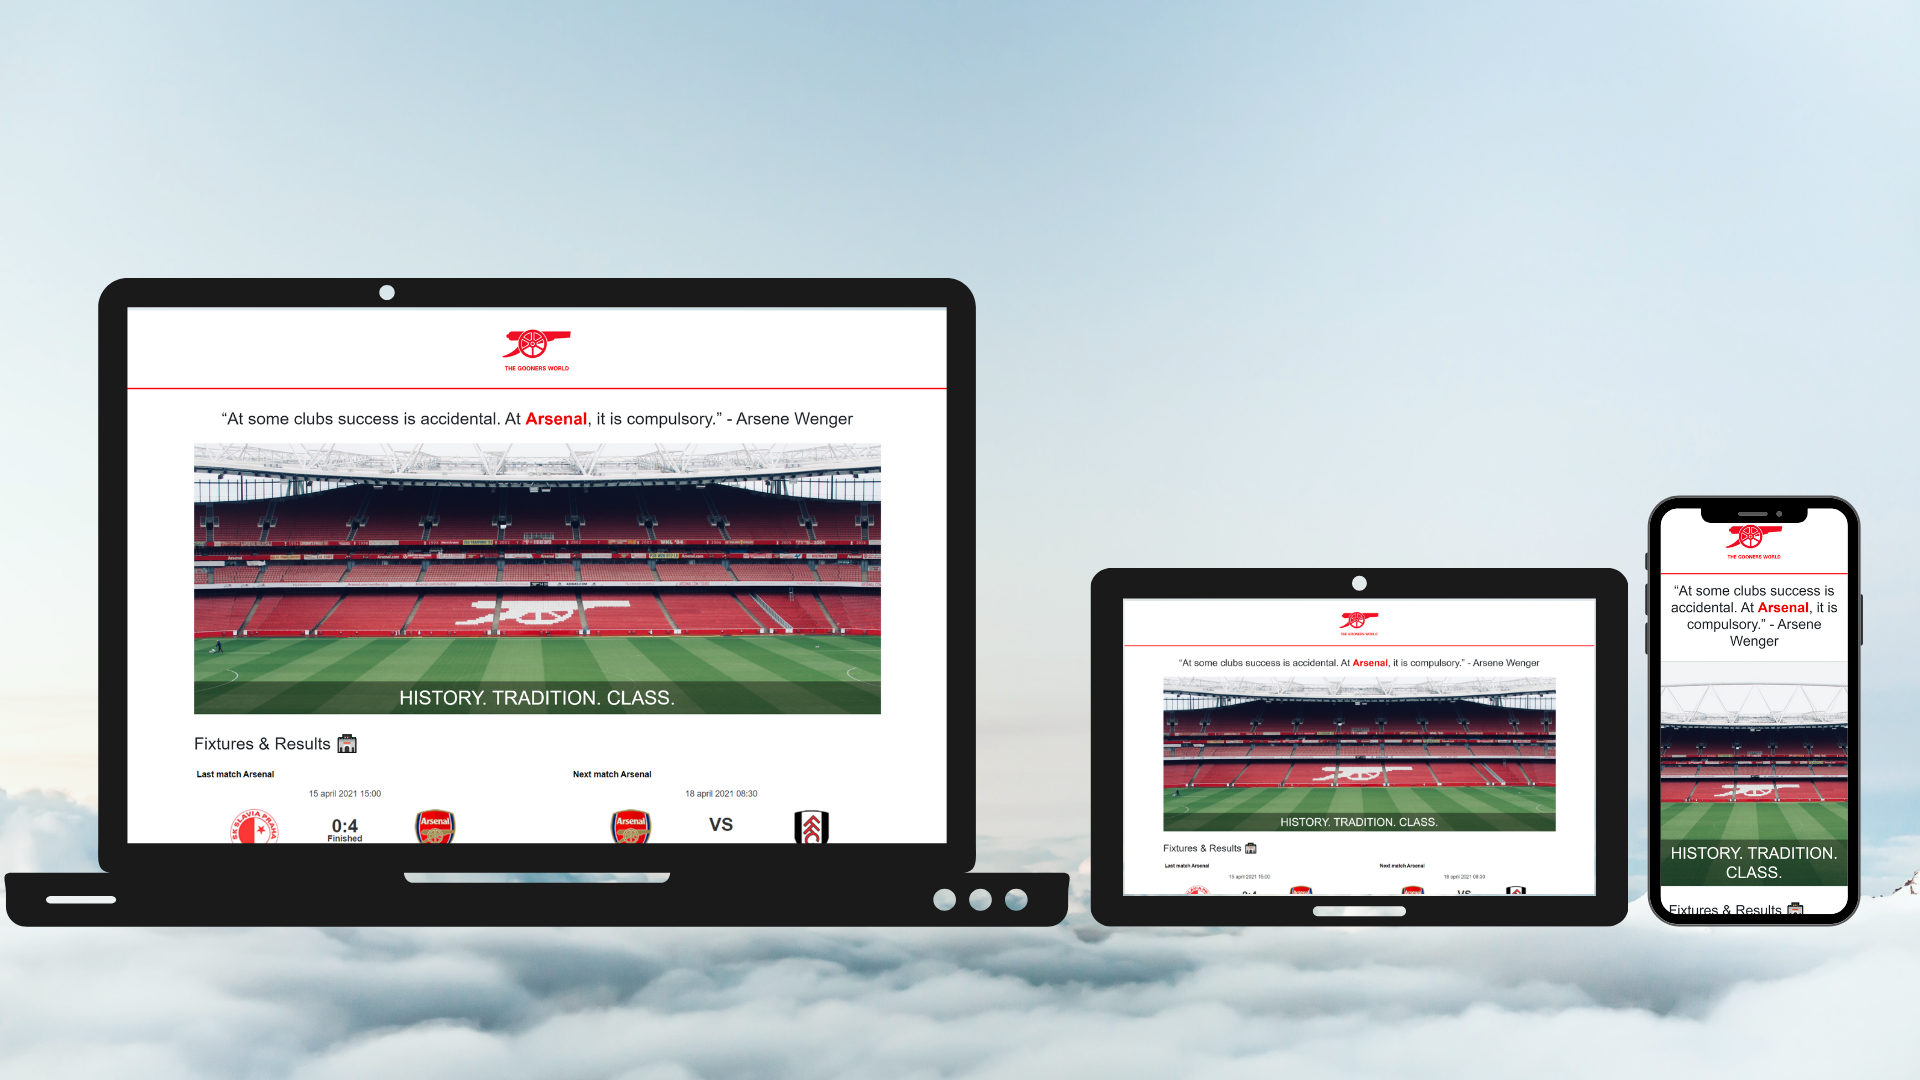 THE GOONERS WORLD
“At some clubs success is accidental. At Arsenal, it is compulsory.” - Arsene Wenger
WHL '04
HISTORY. TRADITION. CLASS.
Fixtures & Results
Last match Arsenal
Next match Arsenal
15 april 2021 15:00
18 april 2021 08:30
SK SLAVIA PRAHA
0:4
Finished
Arsenal
Arsenal
VS
THE GOONERS WORLD
“At some clubs success is accidental. At Arsenal, it is compulsory.” - Arsene Wenger
HISTORY. TRADITION. CLASS.
Fixtures & Results
Last match Arsenal
Next match Arsenal
15 april 2021 15:00
18 april 2021 08:30
0:4
VS
THE GOONERS WORLD
“At some clubs success is
accidental. At Arsenal, it is
compulsory.” - Arsene
Wenger
HISTORY. TRADITION.
CLASS.
Fixtures & Results